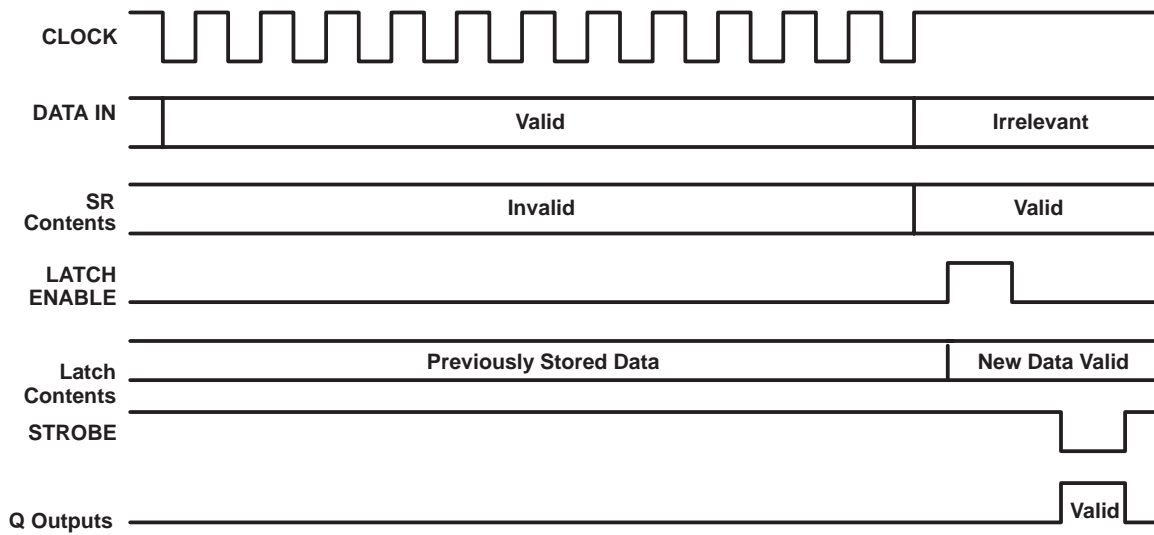 CLOCK
DATA IN
Valid
Irrelevant
SR
Contents
Invalid
Valid
LATCH
ENABLE
Latch
Contents
Previously Stored Data
New Data Valid
STROBE
Q Outputs
Valid